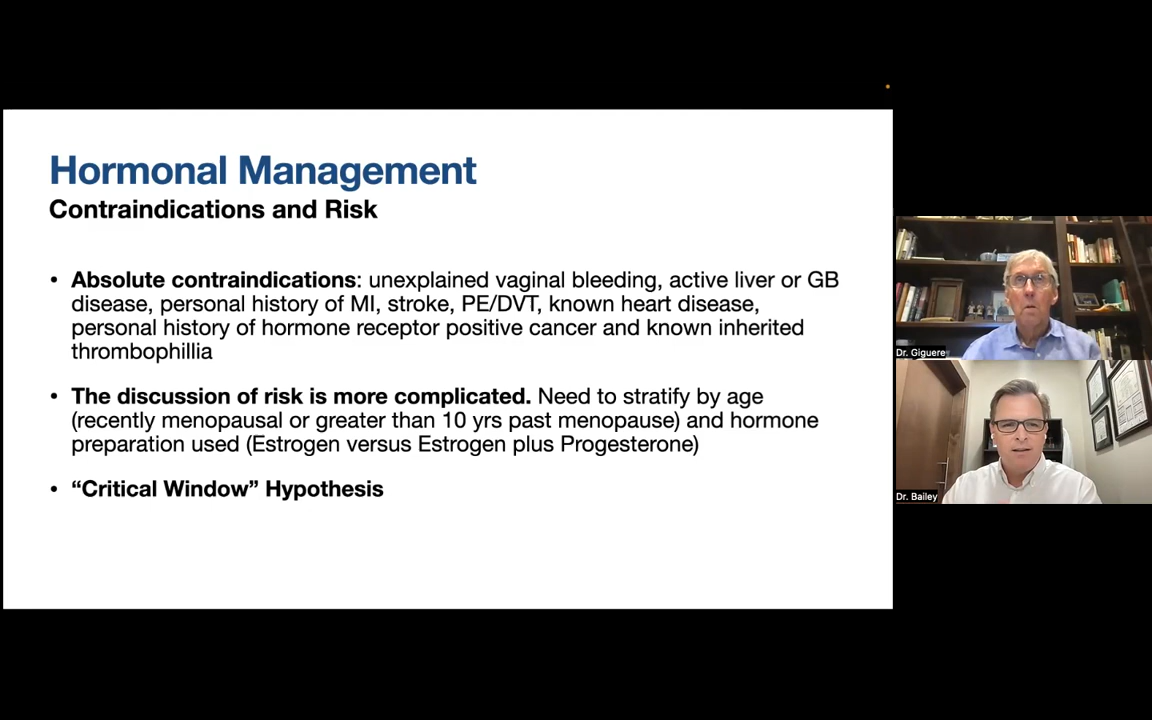 Hormonal Management
Contraindications and Risk
• Absolute contraindications: unexplained vaginal bleeding, active liver or GB
disease, personal history of MI, stroke, PE/DVT, known heart disease,
personal history of hormone receptor positive cancer and known inherited
thrombophillia
• The discussion of risk is more complicated. Need to stratify by age
(recently menopausal or greater than 10 yrs past menopause) and hormone
preparation used (Estrogen versus Estrogen plus Progesterone)
• “Critical Window” Hypothesis
Dr. Giguere
Dr. Bailey